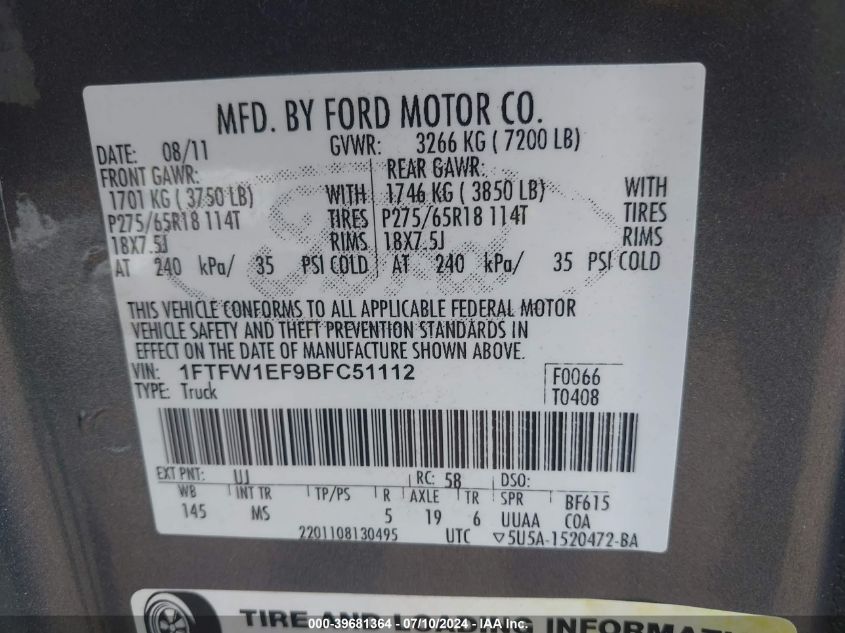 MFD. BY FORD MOTOR CO.
DATE: 08/11 GVWR: 3266 KG ( 7200 LB)
FRONT GAWR: REAR GAWR:
1701 KG ( 3750 LB) WITH 1746 KG ( 3850 LB) WITH
P275/65R18 114T TIRES P275/65R18 114T TIRES
18X7.5J RIMS 18X7.5J RIMS
AT 240 kPa/ 35 PSI COLD AT 240 kPa/ 35 PSI COLD
THIS VEHICLE CONFORMS TO ALL APPLICABLE FEDERAL MOTOR
VEHICLE SAFETY AND THEFT PREVENTION STANDARDS IN
EFFECT ON THE DATE OF MANUFACTURE SHOWN ABOVE.
VIN: 1FTFW1EF9BFC51112 F0066
TYPE: Truck T0408
EXT PNT: UJ RC: 58 DSO:
WB INT TR TP/PS R AXLE TR SPR BF615
145 MS 5 19 6 UUAA COA
2201108130495 UTC ▽5U5A-1520472-BA
TIRE AND LOADING INFORMATI
000-39681364 - 07/10/2024 - IAA Inc.